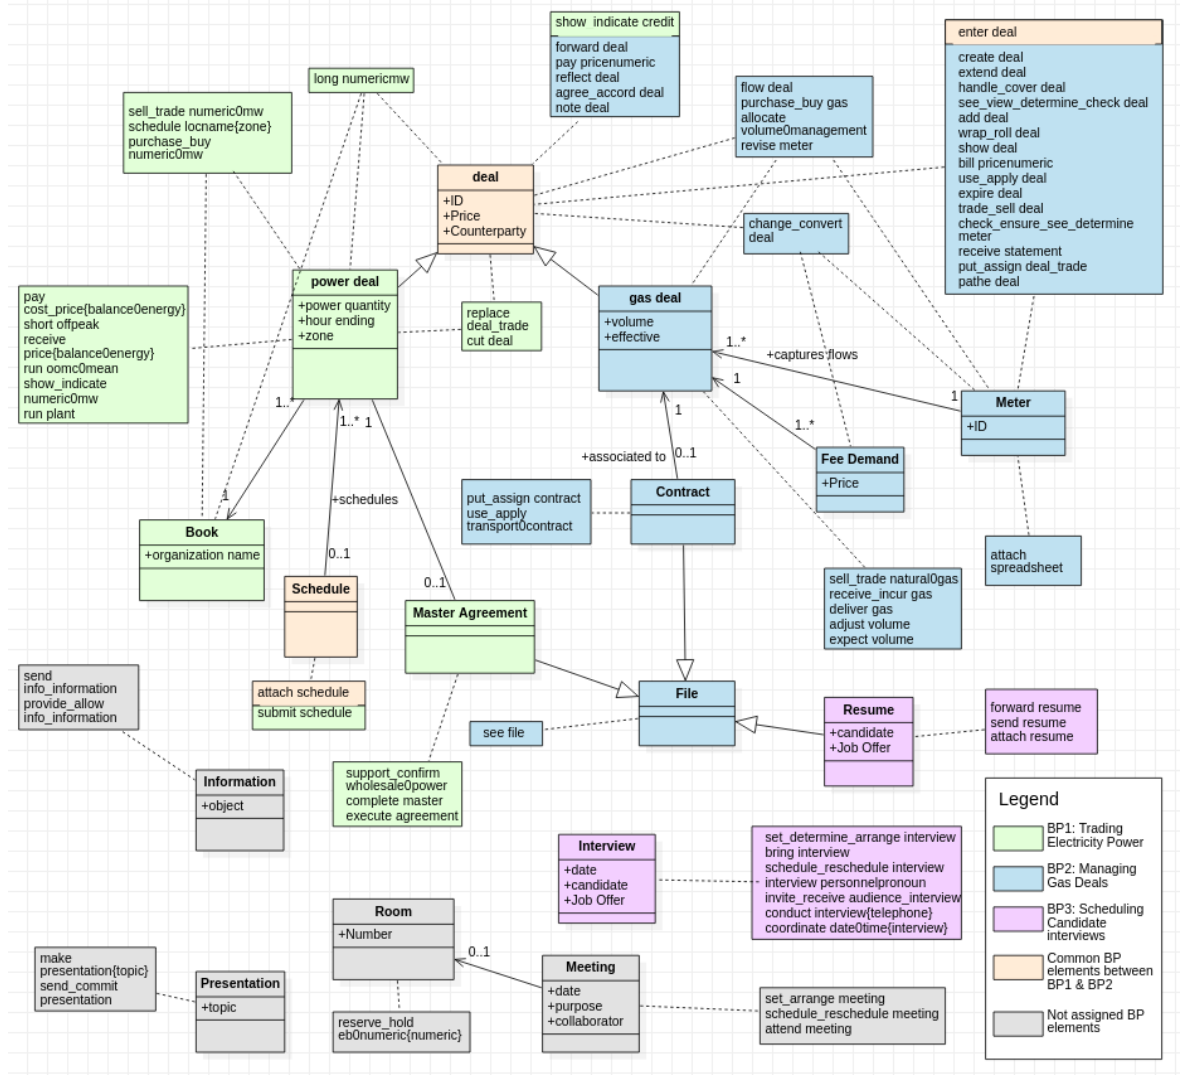 show indicate credit
forward deal
pay pricenumeric
reflect deal
agree_accord deal
note deal
enter deal
create deal
extend deal
handle_cover deal
see_view_determine_check deal
add deal
wrap_roll deal
show deal
bill pricenumeric
use_apply deal
expire deal
trade_sell deal
check_ensure_see_determine
meter
receive statement
put_assign deal_trade
pathe deal
long numericmw
flow deal
purchase_buy gas
allocate
volume0management
revise meter
sell_trade numeric0mw
schedule locname{zone}
purchase_buy
numeric0mw
deal
+ID
+Price
+Counterparty
change_convert
deal
power deal
+power quantity
+hour ending
+zone
gas deal
+volume
+effective
replace
deal_trade
cut deal
pay
cost_price{balance0energy}
short offpeak
receive
price{balance0energy}
run oomc0mean
show_indicate
numeric0mw
run plant
1..*
+captures flows
1
1
1..*
1..*
1..*
1
1
Meter
+ID
+associated to
0..1
Fee Demand
+Price
1
+schedules
Contract
put_assign contract
use_apply
transport0contract
Book
+organization name
0..1
0..1
attach
spreadsheet
Schedule
Master Agreement
sell_trade natural0gas
receive_incur gas
deliver gas
adjust volume
expect volume
send
info_information
provide_allow
info_information
attach schedule
submit schedule
File
see file
Resume
+candidate
+Job Offer
forward resume
send resume
attach resume
Information
+object
support_confirm
wholesale0power
complete master
execute agreement
Legend
BP1: Trading
Electricity Power
BP2: Managing
Gas Deals
BP3: Scheduling
Candidate
interviews
Common BP
elements between
BP1 & BP2
Not assigned BP
elements
Interview
+date
+candidate
+Job Offer
set_determine_arrange interview
bring interview
schedule_reschedule interview
interview personnelpronoun
invite_receive audience_interview
conduct interview{telephone}
coordinate date0time{interview}
Room
+Number
0..1
make
presentation{topic}
send_commit
presentation
Presentation
+topic
Meeting
+date
+purpose
+collaborator
set_arrange meeting
schedule_reschedule meeting
attend meeting
reserve_hold
eb0numeric{numeric}